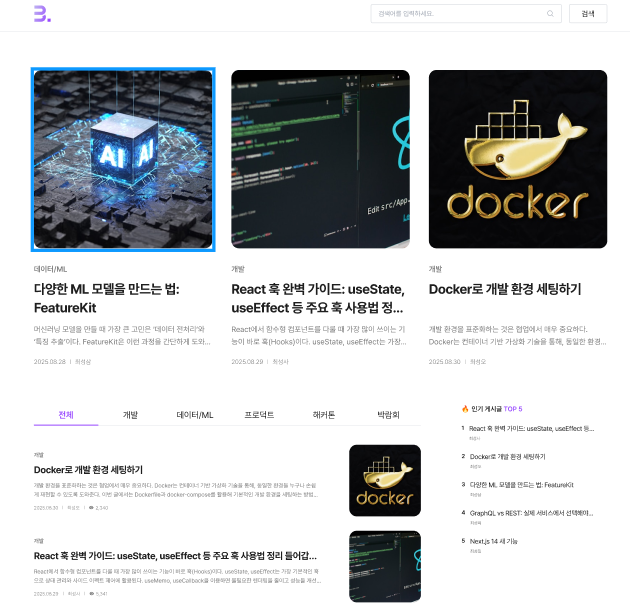 B.
검색어를 입력하세요.
검색
AI
AI
Edit src/App.
docker
데이터/ML
다양한 ML 모델을 만드는 법:
FeatureKit
머신러닝 모델을 만들 때 가장 큰 고민은 '데이터 전처리'와
'특징 추출'이다. FeatureKit은 이런 과정을 간단하게 도와...
2025.08.28 | 최성상
개발
React 훅 완벽 가이드: useState,
useEffect 등 주요 훅 사용법 정...
React에서 함수형 컴포넌트를 다룰 때 가장 많이 쓰이는 기
능이 바로 훅(Hooks)이다. useState, useEffect는 가장...
2025.08.29 | 최성시
개발
Docker로 개발 환경 세팅하기
개발 환경을 표준화하는 것은 협업에서 매우 중요하다.
Docker는 컨테이너 기반 가상화 기술을 통해, 동일한 환경...
2025.08.30 | 최성모
전체
개발
데이터/ML
프로덕트
해커톤
박람회
개발
Docker로 개발 환경 세팅하기
개발 환경을 표준화하는 것은 협업에서 매우 중요하다. Docker는 컨테이너 기반 가상화 기술을 통해, 동일한 환경을 누구나 손쉽
게 재현할 수 있도록 도와준다. 이번 글에서는 Dockerfile과 docker-compose를 활용해 기본적인 개발 환경을 세팅하는 방법...
2025.08.30 | 최성모 | 2,340
docker
개발
React 훅 완벽 가이드: useState, useEffect 등 주요 훅 사용법 정리 들어갑...
React에서 함수형 컴포넌트를 다룰 때 가장 많이 쓰이는 기능이 바로 훅(Hooks)이다. useState, useEffect는 가장 기본적인 훅
으로 상태 관리와 사이드 이펙트 제어에 활용된다. useMemo, useCallback을 이용하면 불필요한 렌더링을 줄이고 성능을 개선...
2025.08.29 | 최성시 | 5,341
🔥 인기 게시글 TOP 5
1 React 훅 완벽 가이드: useState, useEffect 등...
최성시
2 Docker로 개발 환경 세팅하기
최성모
3 다양한 ML 모델을 만드는 법: FeatureKit
최성상
4 GraphQL vs REST: 실제 서비스에서 선택해야...
5 Next.js 14 새 기능